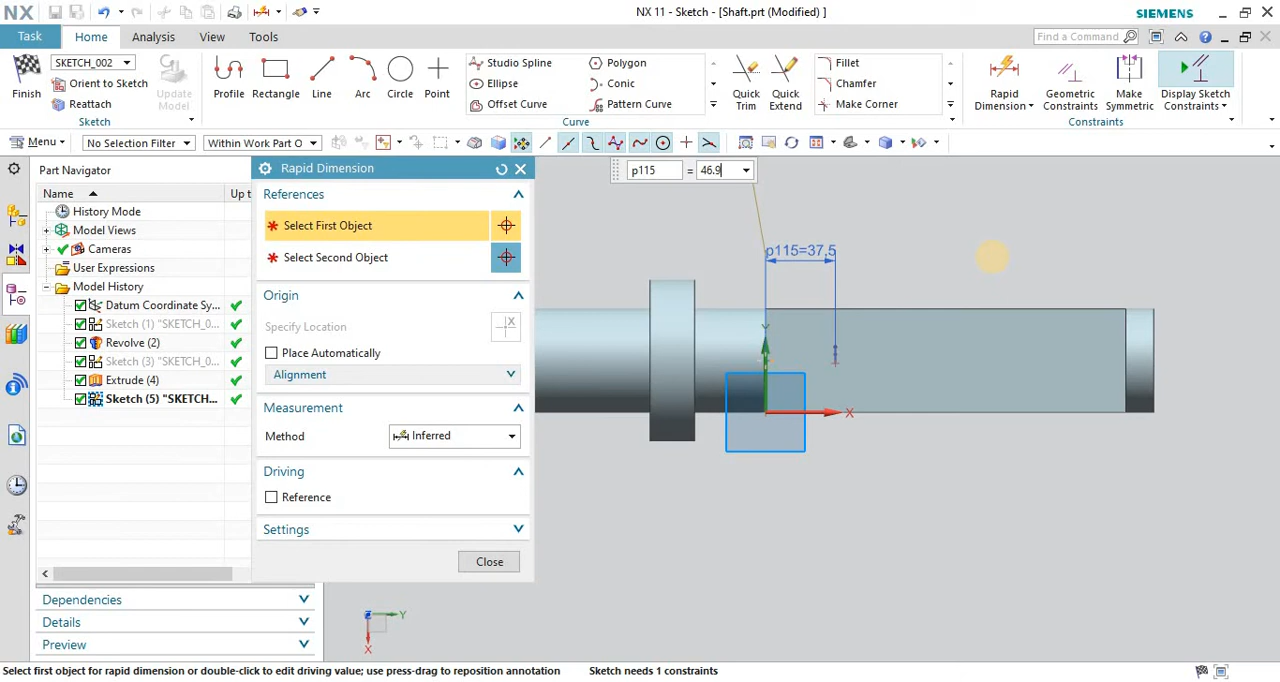 NX
NX 11 - Sketch - [Shaft.prt (Modified) ]
SIEMENS
Task
Home
Analysis
View
Tools
Find a Command
SKETCH_002
Finish
Orient to Sketch
Reattach
Update
Model
Sketch
Profile
Rectangle
Line
Arc
Circle
Point
Studio Spline
Ellipse
Offset Curve
Polygon
Conic
Pattern Curve
Quick
Trim
Quick
Extend
Fillet
Chamfer
Make Corner
Curve
Rapid
Dimension
Geometric
Constraints
Make
Symmetric
Display Sketch
Constraints
Constraints
Menu
No Selection Filter
Within Work Part O
Part Navigator
Name
Up t
History Mode
Model Views
Cameras
User Expressions
Model History
Datum Coordinate Sy...
Sketch (1) "SKETCH_0...
Revolve (2)
Sketch (3) "SKETCH_0...
Extrude (4)
Sketch (5) "SKETCH...
Dependencies
Details
Preview
Rapid Dimension
References
Select First Object
Select Second Object
Origin
Specify Location
Place Automatically
Alignment
Measurement
Method
Inferred
Driving
Reference
Settings
Close
p115 = 46.9
p115=37,5
Y
X
Z
Y
X
Select first object for rapid dimension or double-click to edit driving value; use press-drag to reposition annotation
Sketch needs 1 constraints